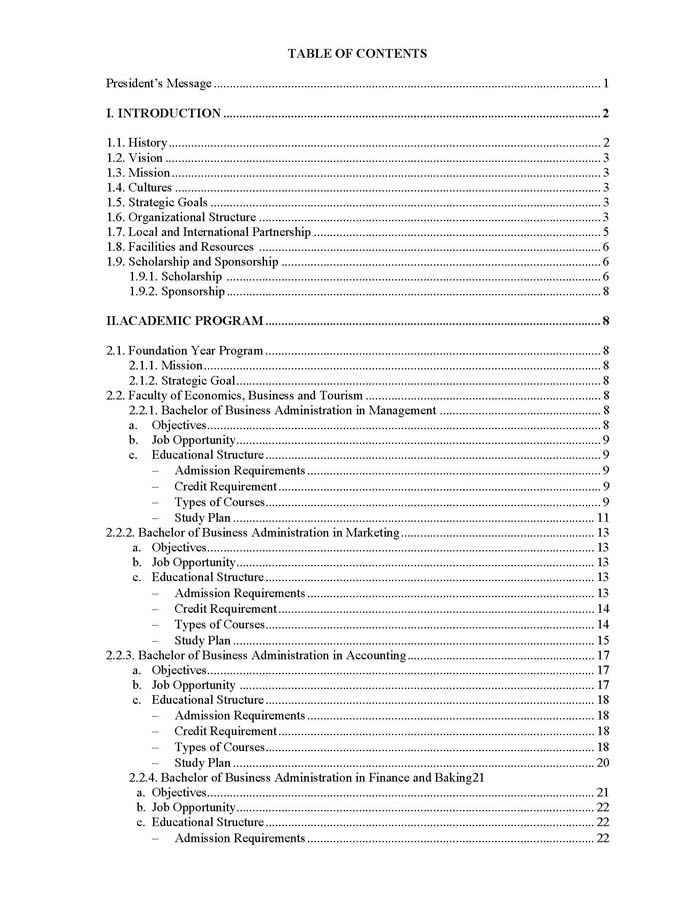 TABLE OF CONTENTS
President’s Message ........................................................ 1
I. INTRODUCTION ........................................................ 2
1.1. History ........................................................ 2
1.2. Vision ........................................................ 3
1.3. Mission ........................................................ 3
1.4. Cultures ........................................................ 3
1.5. Strategic Goals ........................................................ 3
1.6. Organizational Structure ........................................................ 3
1.7. Local and International Partnership ........................................................ 5
1.8. Facilities and Resources ........................................................ 6
1.9. Scholarship and Sponsorship ........................................................ 6
1.9.1. Scholarship ........................................................ 6
1.9.2. Sponsorship ........................................................ 8
II.ACADEMIC PROGRAM ........................................................ 8
2.1. Foundation Year Program ........................................................ 8
2.1.1. Mission ........................................................ 8
2.1.2. Strategic Goal ........................................................ 8
2.2. Faculty of Economics, Business and Tourism ........................................................ 8
2.2.1. Bachelor of Business Administration in Management ........................................................ 8
a. Objectives ........................................................ 8
b. Job Opportunity ........................................................ 9
c. Educational Structure ........................................................ 9
– Admission Requirements ........................................................ 9
– Credit Requirement ........................................................ 9
– Types of Courses ........................................................ 9
– Study Plan ........................................................ 11
2.2.2. Bachelor of Business Administration in Marketing ........................................................ 13
a. Objectives ........................................................ 13
b. Job Opportunity ........................................................ 13
c. Educational Structure ........................................................ 13
– Admission Requirements ........................................................ 13
– Credit Requirement ........................................................ 14
– Types of Courses ........................................................ 14
– Study Plan ........................................................ 15
2.2.3. Bachelor of Business Administration in Accounting ........................................................ 17
a. Objectives ........................................................ 17
b. Job Opportunity ........................................................ 17
c. Educational Structure ........................................................ 18
– Admission Requirements ........................................................ 18
– Credit Requirement ........................................................ 18
– Types of Courses ........................................................ 18
– Study Plan ........................................................ 20
2.2.4. Bachelor of Business Administration in Finance and Baking21
a. Objectives ........................................................ 21
b. Job Opportunity ........................................................ 22
c. Educational Structure ........................................................ 22
– Admission Requirements ........................................................ 22